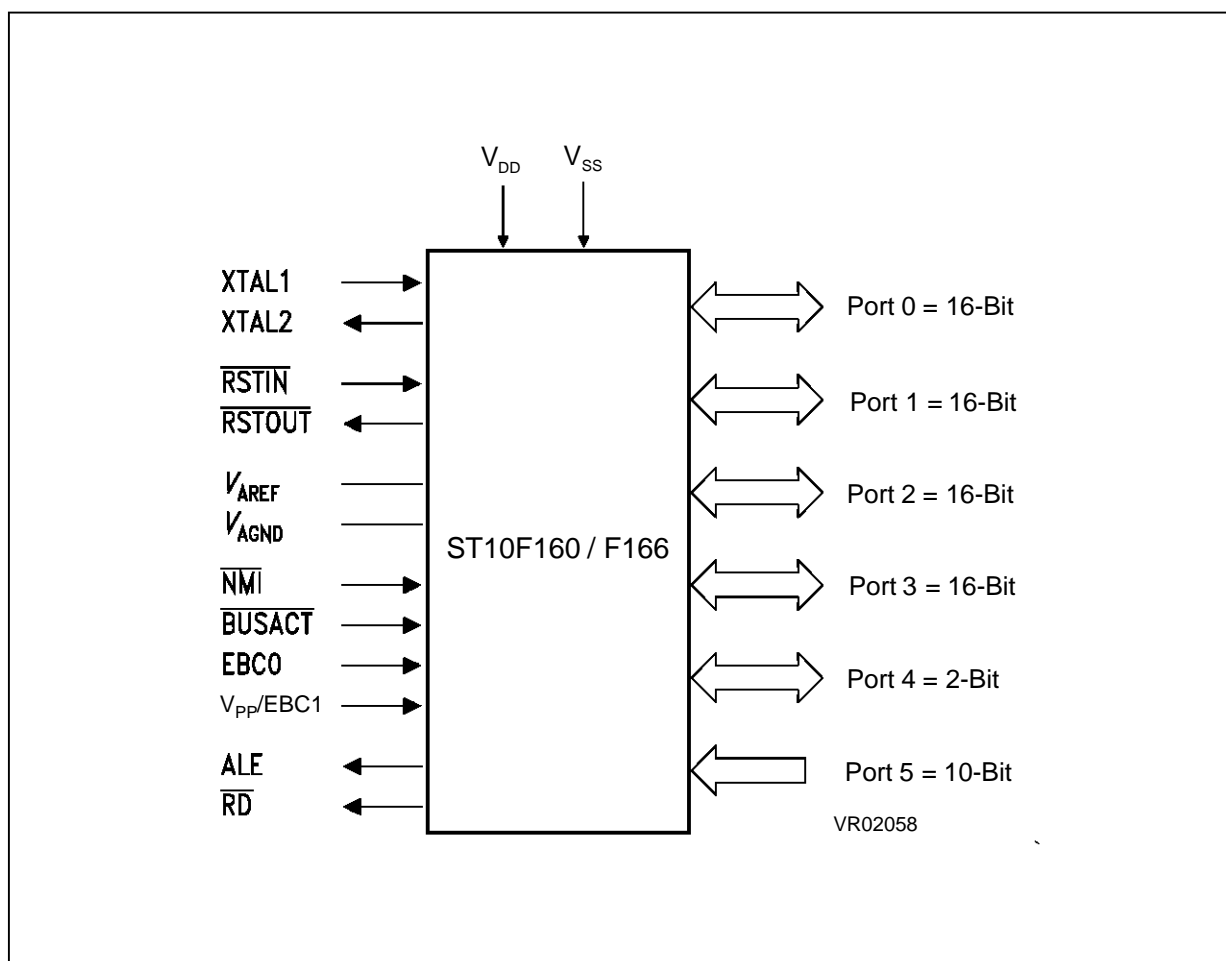 V_DD V_SS
XTAL1
XTAL2
RSTIN
RSTOUT
V_AREF
V_AGND
NMI
BUSACT
EBC0
V_PP/EBC1
ALE
RD
ST10F160 / F166
Port 0 = 16-Bit
Port 1 = 16-Bit
Port 2 = 16-Bit
Port 3 = 16-Bit
Port 4 = 2-Bit
Port 5 = 10-Bit
VR02058